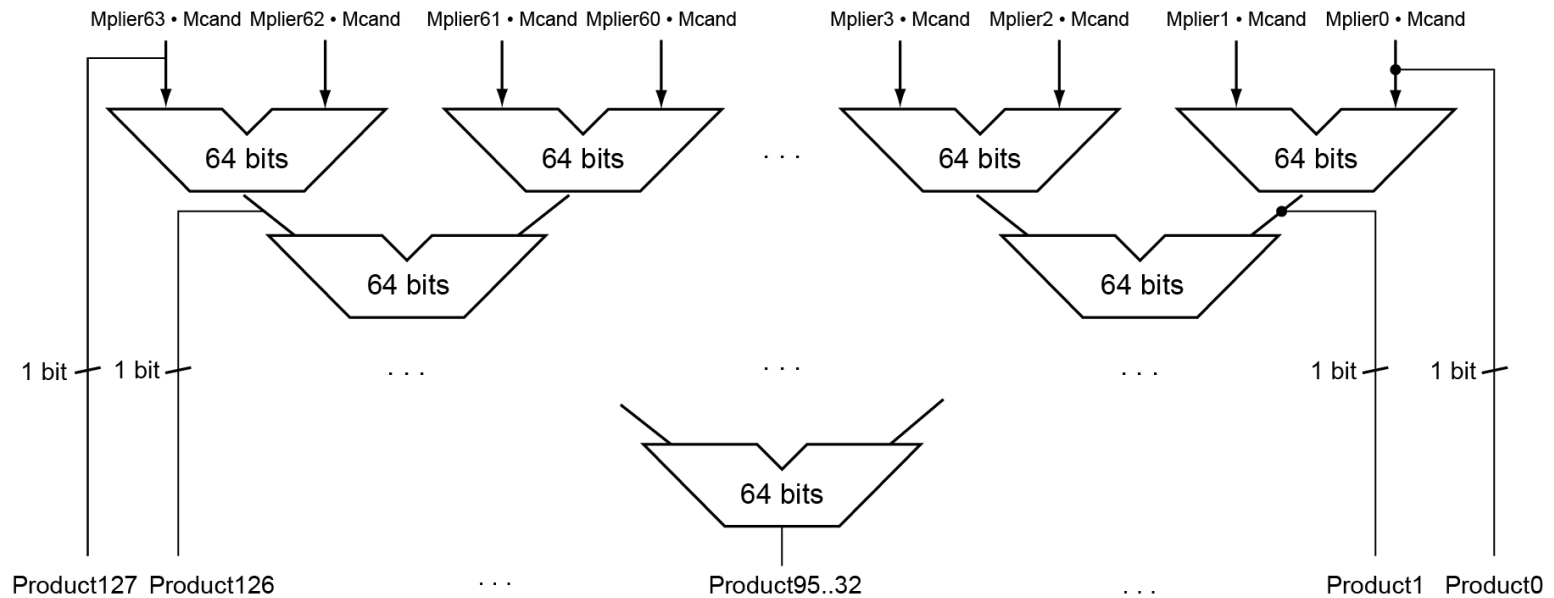 Mplier63 • Mcand Mplier62 • Mcand Mplier61 • Mcand Mplier60 • Mcand Mplier3 • Mcand Mplier2 • Mcand Mplier1 • Mcand Mplier0 • Mcand
64 bits 64 bits . . . 64 bits 64 bits
64 bits 64 bits
1 bit 1 bit . . . . . . . . . 1 bit 1 bit
64 bits
Product127 Product126 . . . Product95..32 . . . Product1 Product0